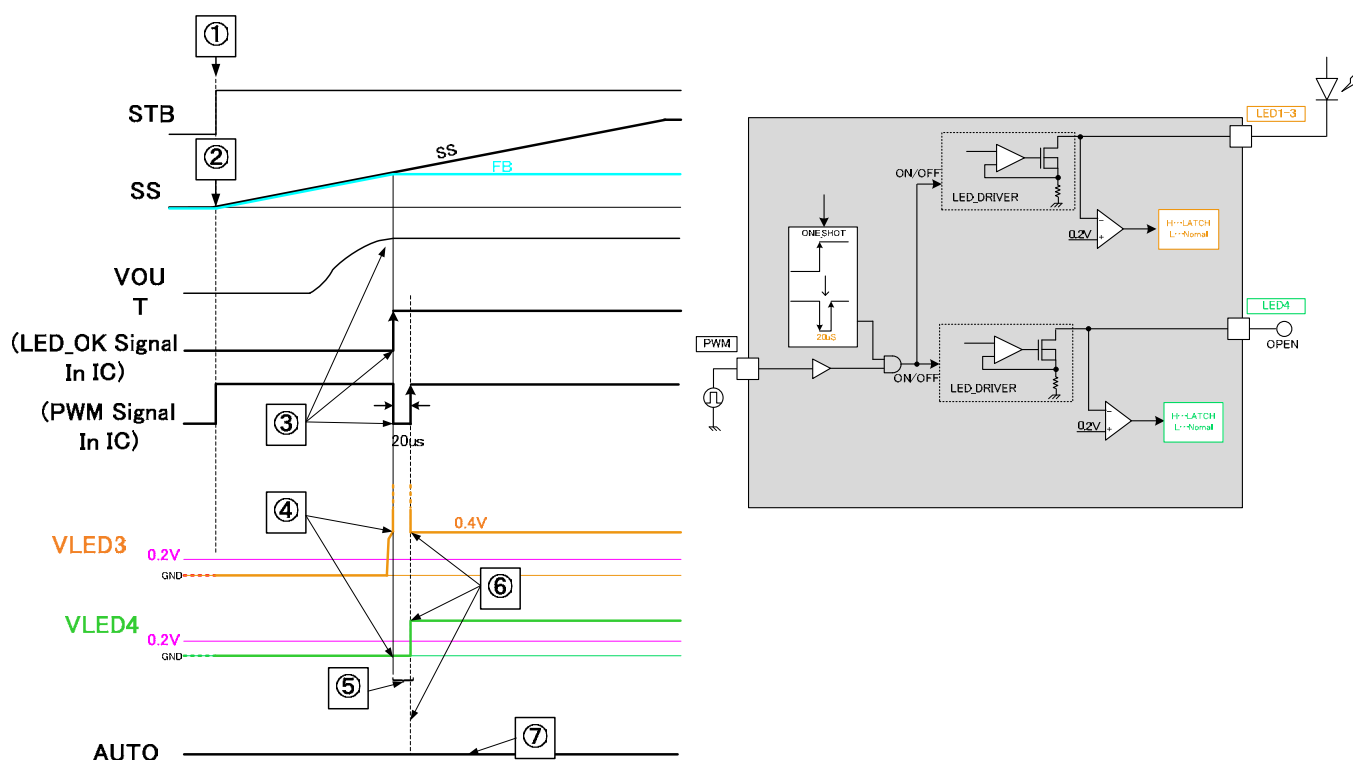 ①
STB
②
SS
SS
FB
VOU
T
(LED_OK Signal
In IC)
(PWM Signal
In IC)
③
20us
④
VLED3
0.2V
GND
0.4V
⑥
VLED4
0.2V
GND
⑤
⑦
AUTO
LED1-3
ON/OFF
LED_DRIVER
0.2V
H···LATCH
L···Nomal
ONESHOT
20uS
LED4
OPEN
PWM
ON/OFF
LED_DRIVER
0.2V
H···LATCH
L···Nomal